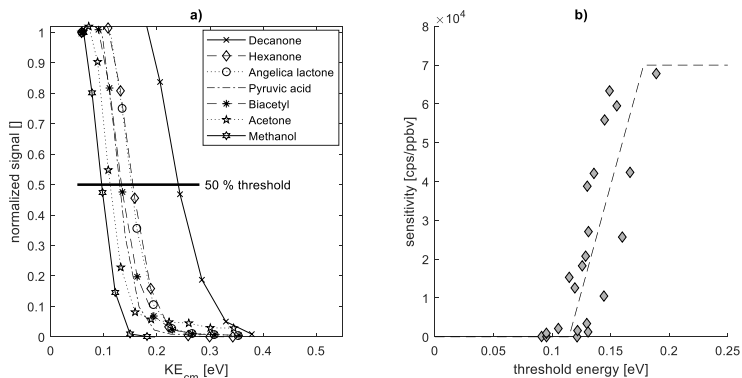 a)
1
0.9
0.8
0.7
0.6
0.5
0.4
0.3
0.2
0.1
0
normalized signal []
0 0.1 0.2 0.3 0.4 0.5
KE_cm [eV]
Decanone
Hexanone
Angelica lactone
Pyruvic acid
Biacetyl
Acetone
Methanol
50 % threshold
b)
8 ×10⁴
7
6
5
4
3
2
1
0
sensitivity [cps/ppbv]
0 0.05 0.1 0.15 0.2 0.25
threshold energy [eV]